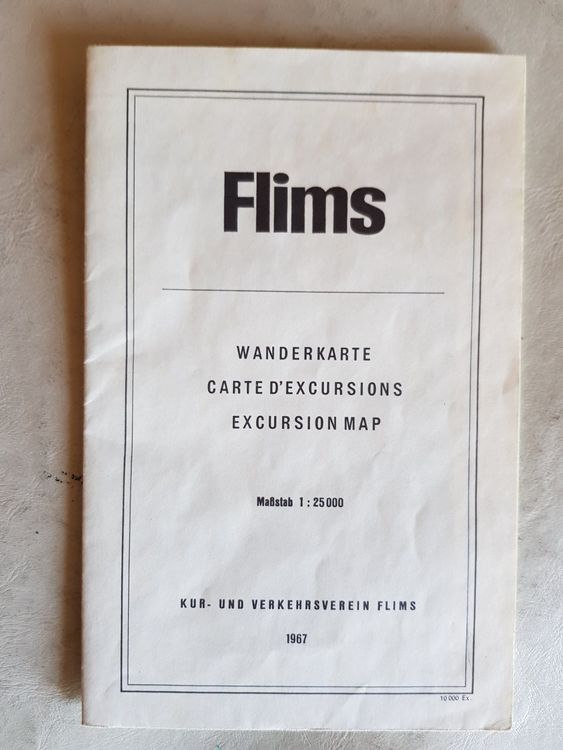 Flims
WANDERKARTE
CARTE D'EXCURSIONS
EXCURSION MAP
Maßstab 1 : 25 000
KUR- UND VERKEHRSVEREIN FLIMS
1967
10 000 Ex.